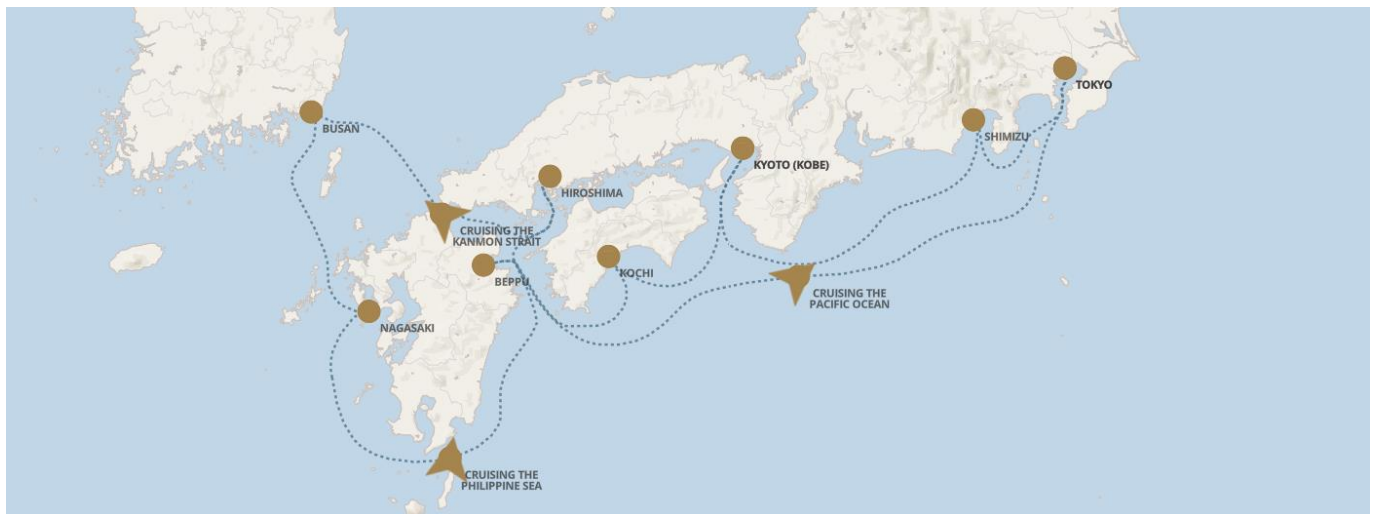 TOKYO
BUSAN
SHIMIZU
KYOTO (KOBE)
HIROSHIMA
CRUISING THE
KANMON STRAIT
KOCHI
BEPPU
CRUISING THE
PACIFIC OCEAN
NAGASAKI
CRUISING THE
PHILIPPINE SEA